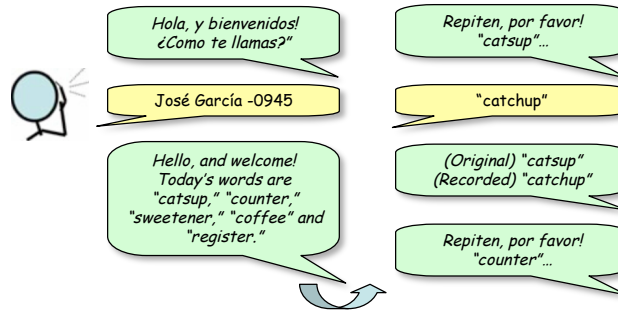 Hola, y bienvenidos!
¿Como te llamas?”
José García -0945
Hello, and welcome!
Today’s words are
“catsup,” “counter,”
“sweetener,” “coffee” and
“register.”
Repiten, por favor!
“catsup”…
“catchup”
(Original) “catsup”
(Recorded) “catchup”
Repiten, por favor!
“counter”…